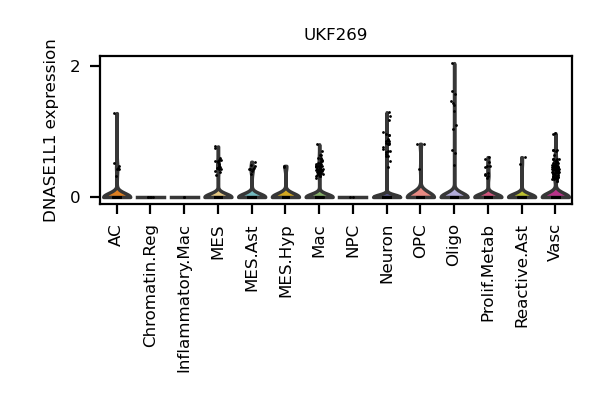 UKF269
DNASE1L1 expression
2
0
AC
Chromatin.Reg
Inflammatory.Mac
MES
MES.Ast
MES.Hyp
Mac
NPC
Neuron
OPC
Oligo
Prolif.Metab
Reactive.Ast
Vasc